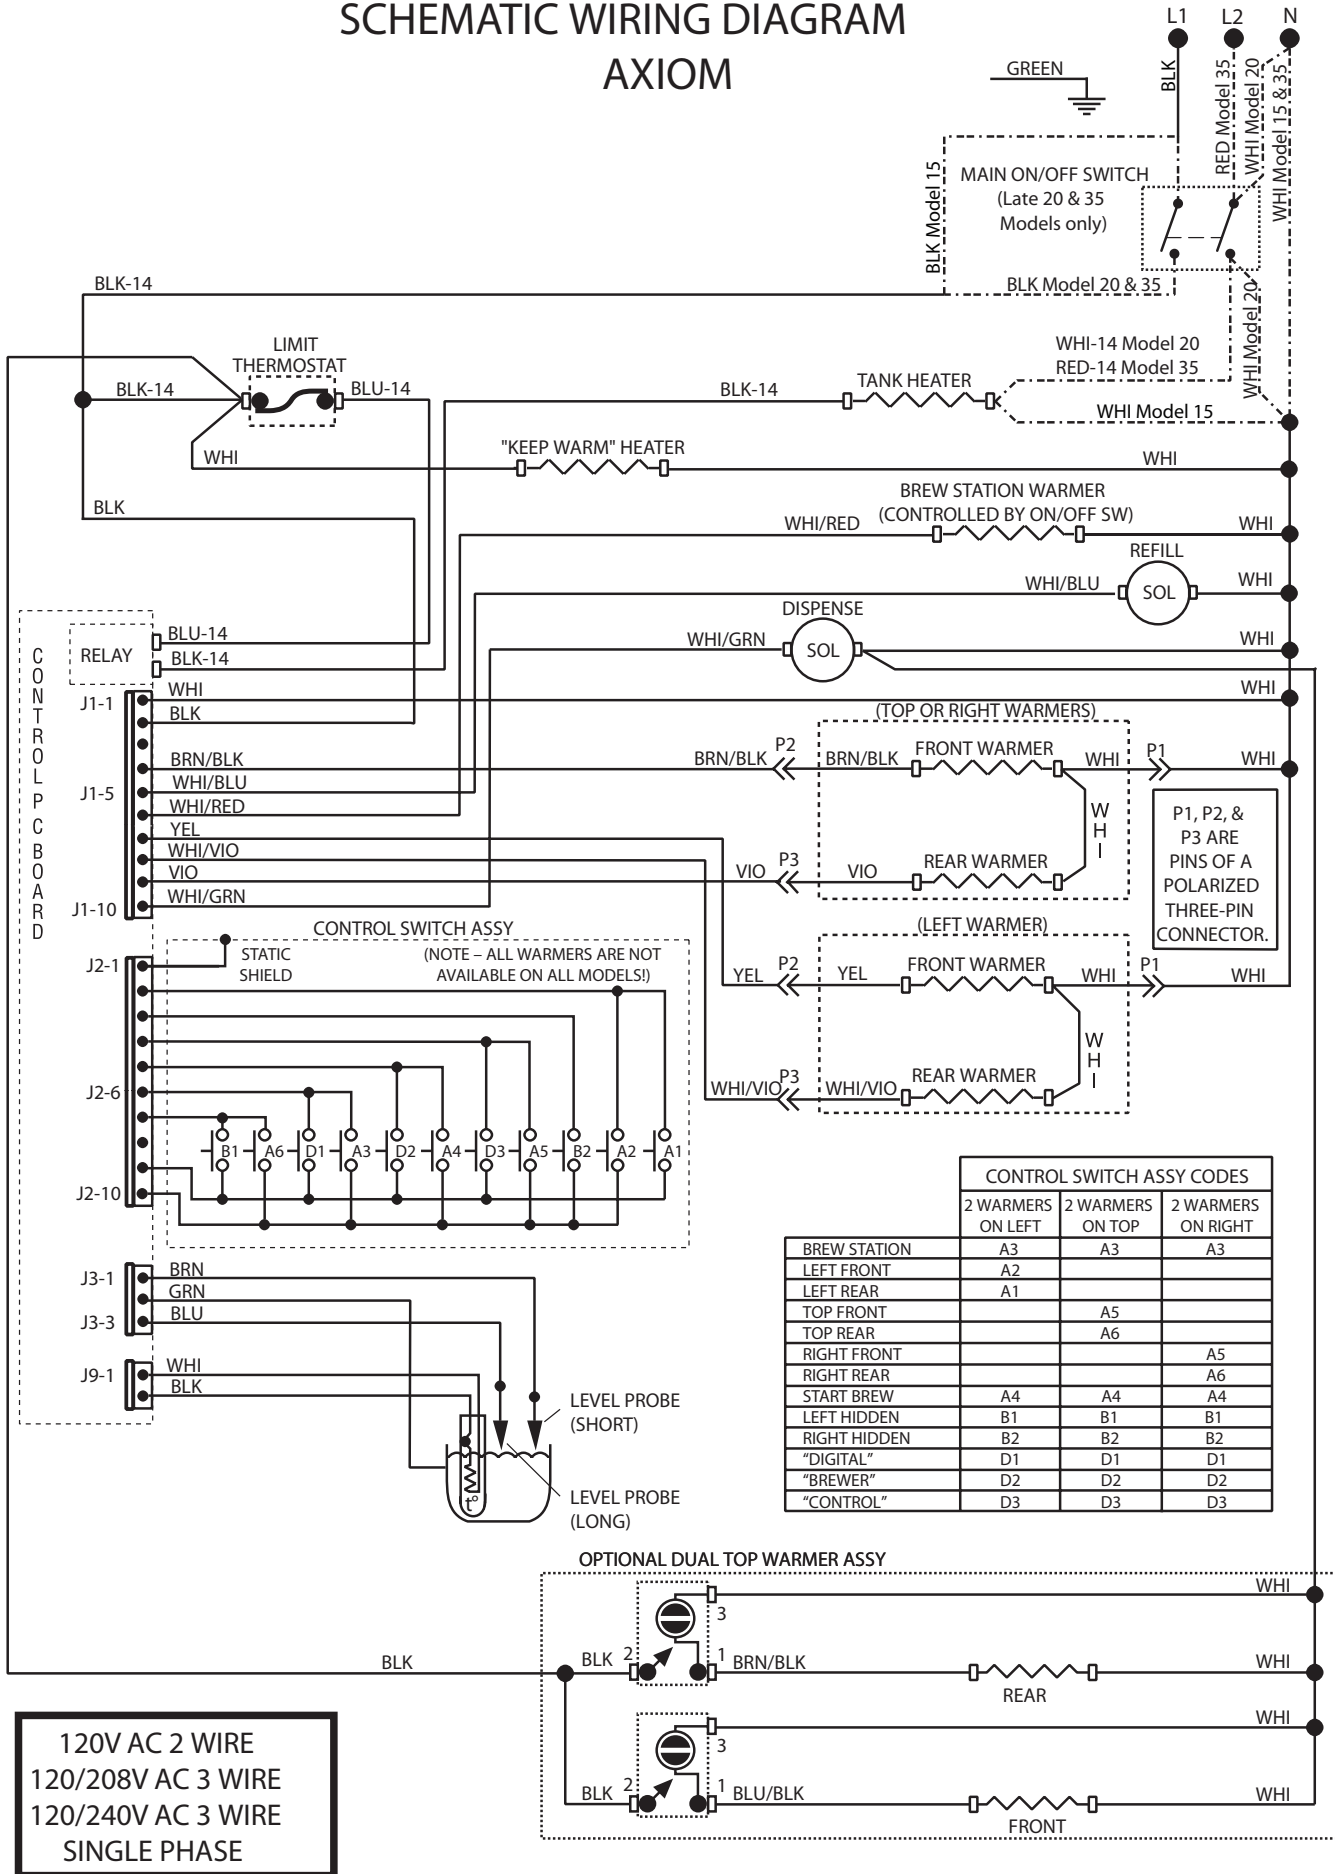 SCHEMATIC WIRING DIAGRAM
AXIOM
L1
L2
N
GREEN
BLK
RED Model 35
WHI Model 20
WHI Model 15 & 35
BLK Model 15
MAIN ON/OFF SWITCH
(Late 20 & 35
Models only)
BLK-14
BLK Model 20 & 35
WHI Model 20
LIMIT
THERMOSTAT
WHI-14 Model 20
RED-14 Model 35
BLK-14
BLU-14
BLK-14
TANK HEATER
WHI Model 15
"KEEP WARM" HEATER
WHI
WHI
BREW STATION WARMER
(CONTROLLED BY ON/OFF SW)
BLK
WHI/RED
WHI
REFILL
WHI/BLU
SOL
WHI
DISPENSE
WHI/GRN
SOL
WHI
CONTROL PC BOARD
RELAY
BLU-14
BLK-14
J1-1
WHI
WHI
BLK
(TOP OR RIGHT WARMERS)
BRN/BLK
BRN/BLK
P2
BRN/BLK
FRONT WARMER
WHI
P1
WHI
J1-5
WHI/BLU
WHI/RED
YEL
WHI/VIO
VIO
VIO
P3
VIO
REAR WARMER
WHI
J1-10
WHI/GRN
P1, P2, &
P3 ARE
PINS OF A
POLARIZED
THREE-PIN
CONNECTOR.
CONTROL SWITCH ASSY
(LEFT WARMER)
J2-1
STATIC
SHIELD
(NOTE – ALL WARMERS ARE NOT
AVAILABLE ON ALL MODELS!)
YEL
P2
YEL
FRONT WARMER
WHI
P1
WHI
WHI
J2-6
WHI/VIO
P3
WHI/VIO
REAR WARMER
B1 A6 D1 A3 D2 A4 D3 A5 B2 A2 A1
J2-10
CONTROL SWITCH ASSY CODES
2 WARMERS ON LEFT
2 WARMERS ON TOP
2 WARMERS ON RIGHT
BREW STATION A3 A3 A3
LEFT FRONT A2
LEFT REAR A1
TOP FRONT A5
TOP REAR A6
RIGHT FRONT A5
RIGHT REAR A6
START BREW A4 A4 A4
LEFT HIDDEN B1 B1 B1
RIGHT HIDDEN B2 B2 B2
“DIGITAL” D1 D1 D1
“BREWER” D2 D2 D2
“CONTROL” D3 D3 D3
J3-1
BRN
GRN
J3-3
BLU
J9-1
WHI
BLK
LEVEL PROBE
(SHORT)
t°
LEVEL PROBE
(LONG)
OPTIONAL DUAL TOP WARMER ASSY
3
WHI
BLK
BLK
2
1
BRN/BLK
REAR
WHI
3
WHI
BLK
2
1
BLU/BLK
FRONT
WHI
120V AC 2 WIRE
120/208V AC 3 WIRE
120/240V AC 3 WIRE
SINGLE PHASE